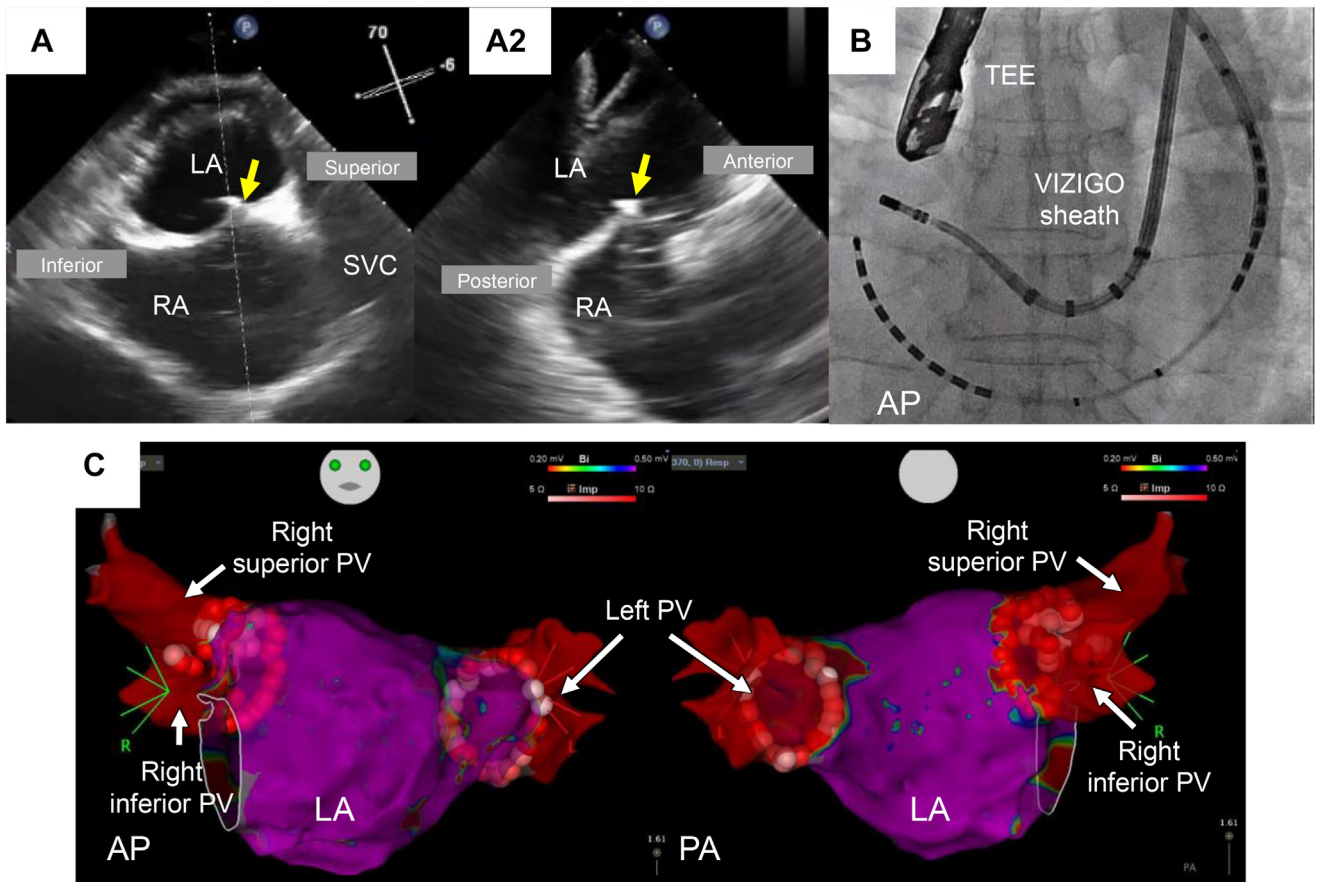 A
P
70
-6
LA
Superior
Inferior
SVC
RA
A2
P
LA
Anterior
Posterior
RA
B
TEE
VIZIGO
sheath
AP
C
0.20 mV Bi 0.50 mV
5 Ω Imp 10 Ω
370, 0) Resp
0.20 mV Bi 0.50 mV
5 Ω Imp 10 Ω
Right
superior PV
Right
superior PV
Left PV
R
L
L
R
Right
inferior PV
Right
inferior PV
LA
LA
AP
PA
1.61
1.61
PA